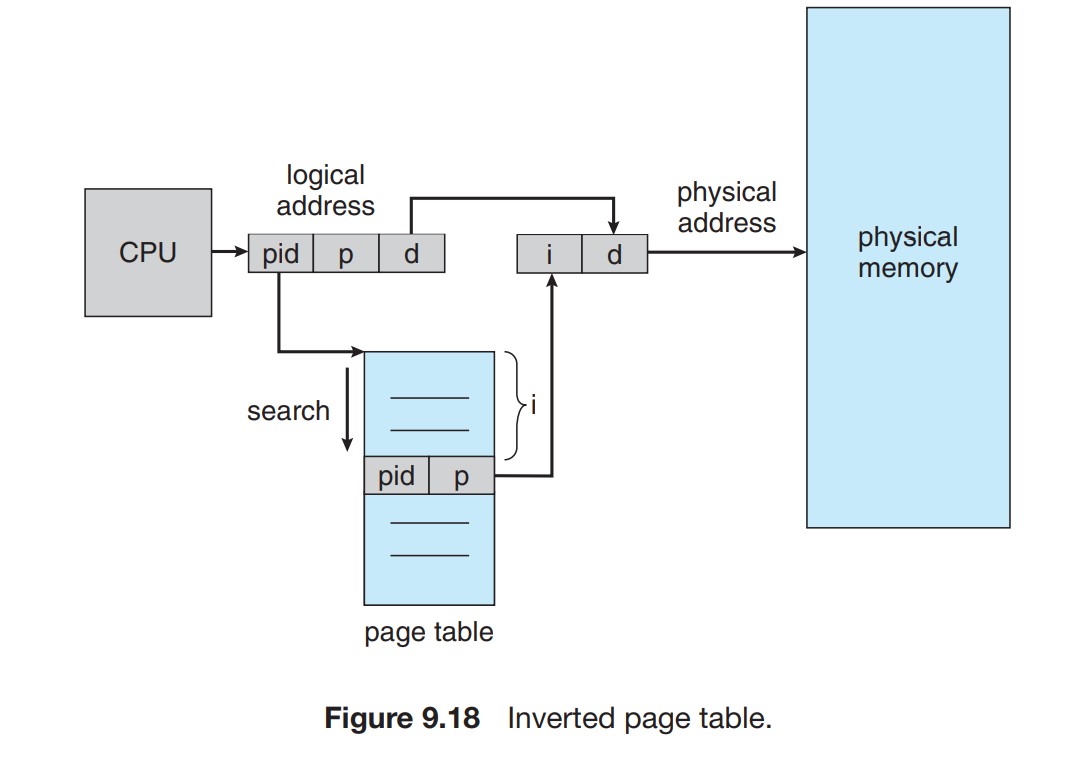 logical
address
CPU
pid p d
i d
physical
address
physical
memory
search
i
pid p
page table
Figure 9.18 Inverted page table.